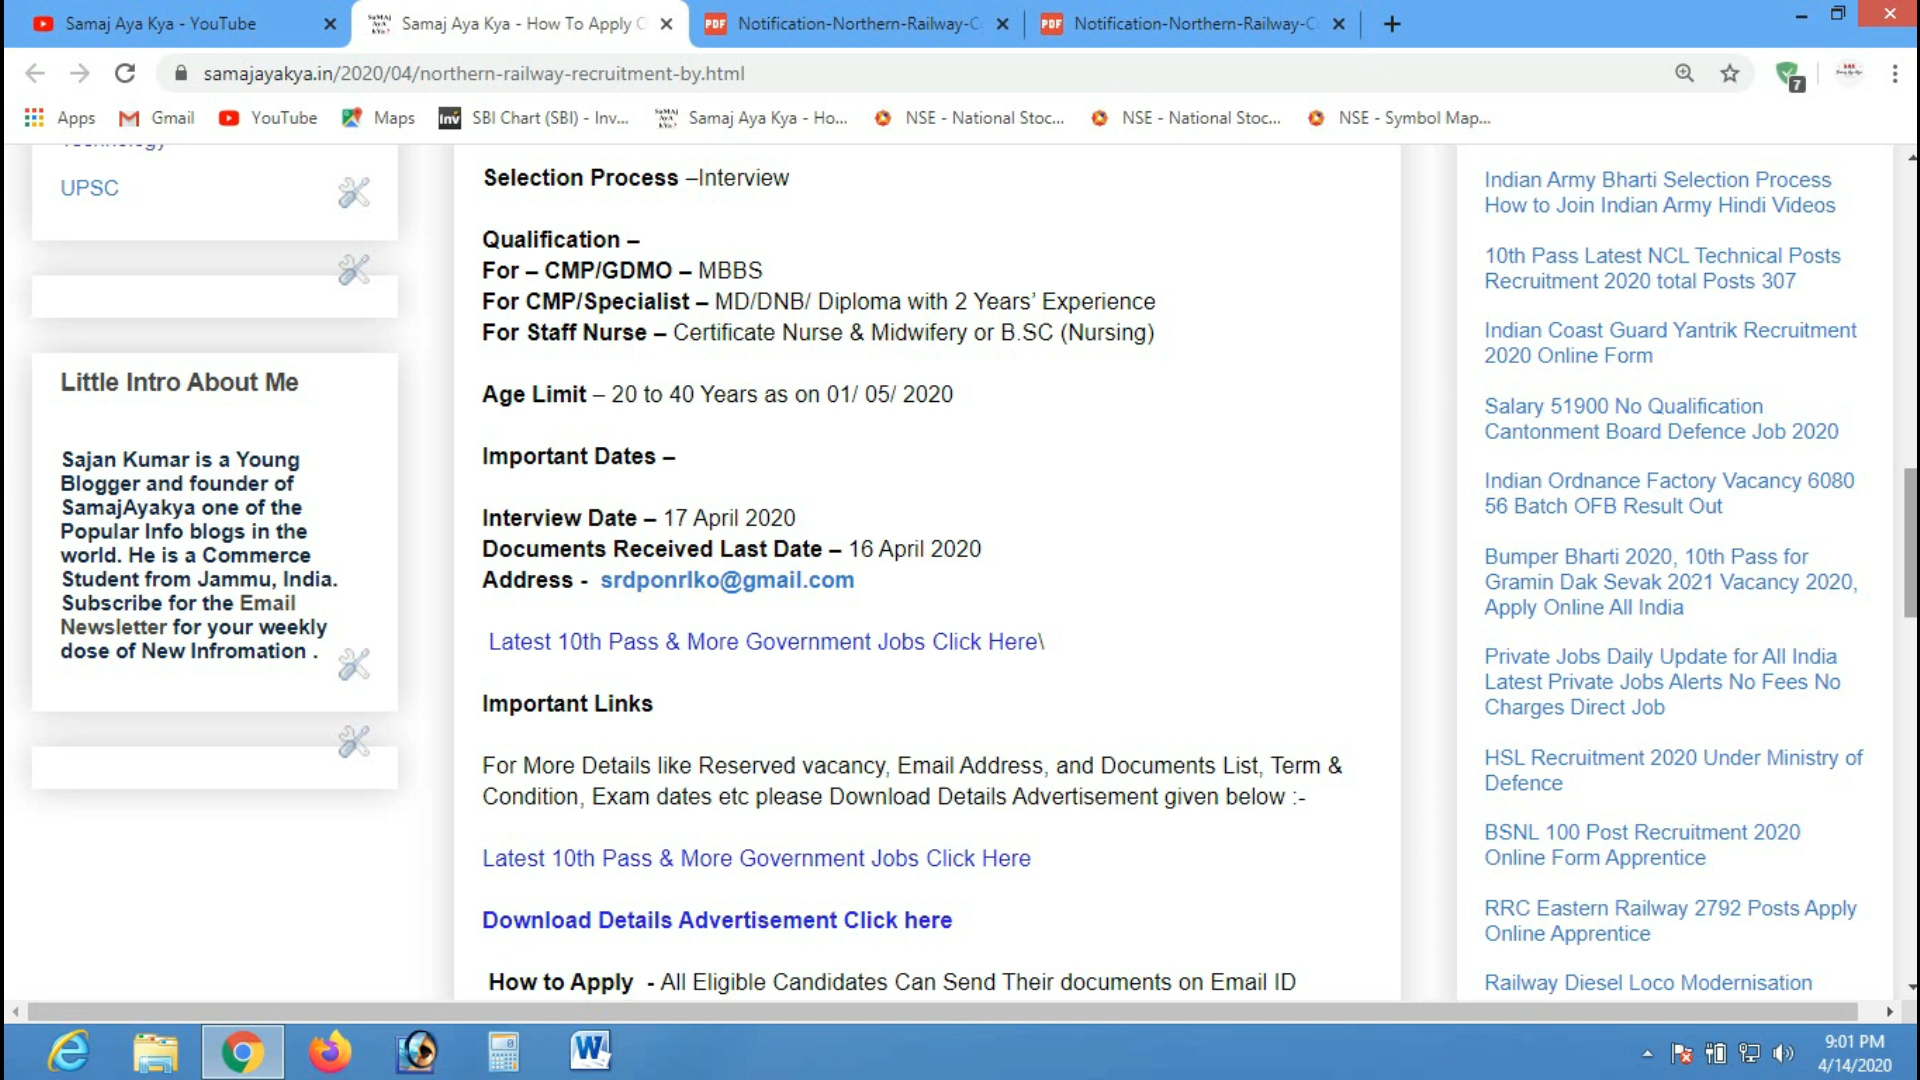 Samaj Aya Kya - YouTube
Samaj Aya Kya - How To Apply
Notification-Northern-Railway-C
Notification-Northern-Railway-C
samajayakya.in/2020/04/northern-railway-recruitment-by.html
7
Apps
Gmail
YouTube
Maps
SBI Chart (SBI) - Inv...
Samaj Aya Kya - Ho...
NSE - National Stoc...
NSE - National Stoc...
NSE - Symbol Map...
Technology
UPSC
Little Intro About Me
Sajan Kumar is a Young
Blogger and founder of
SamajAyakya one of the
Popular Info blogs in the
world. He is a Commerce
Student from Jammu, India.
Subscribe for the Email
Newsletter for your weekly
dose of New Infromation .
Selection Process –Interview
Qualification –
For – CMP/GDMO – MBBS
For CMP/Specialist – MD/DNB/ Diploma with 2 Years’ Experience
For Staff Nurse – Certificate Nurse & Midwifery or B.SC (Nursing)
Age Limit – 20 to 40 Years as on 01/ 05/ 2020
Important Dates –
Interview Date – 17 April 2020
Documents Received Last Date – 16 April 2020
Address - srdponrlko@gmail.com
Latest 10th Pass & More Government Jobs Click Here\
Important Links
For More Details like Reserved vacancy, Email Address, and Documents List, Term &
Condition, Exam dates etc please Download Details Advertisement given below :-
Latest 10th Pass & More Government Jobs Click Here
Download Details Advertisement Click here
How to Apply - All Eligible Candidates Can Send Their documents on Email ID
Indian Army Bharti Selection Process
How to Join Indian Army Hindi Videos
10th Pass Latest NCL Technical Posts
Recruitment 2020 total Posts 307
Indian Coast Guard Yantrik Recruitment
2020 Online Form
Salary 51900 No Qualification
Cantonment Board Defence Job 2020
Indian Ordnance Factory Vacancy 6080
56 Batch OFB Result Out
Bumper Bharti 2020, 10th Pass for
Gramin Dak Sevak 2021 Vacancy 2020,
Apply Online All India
Private Jobs Daily Update for All India
Latest Private Jobs Alerts No Fees No
Charges Direct Job
HSL Recruitment 2020 Under Ministry of
Defence
BSNL 100 Post Recruitment 2020
Online Form Apprentice
RRC Eastern Railway 2792 Posts Apply
Online Apprentice
Railway Diesel Loco Modernisation
9:01 PM
4/14/2020